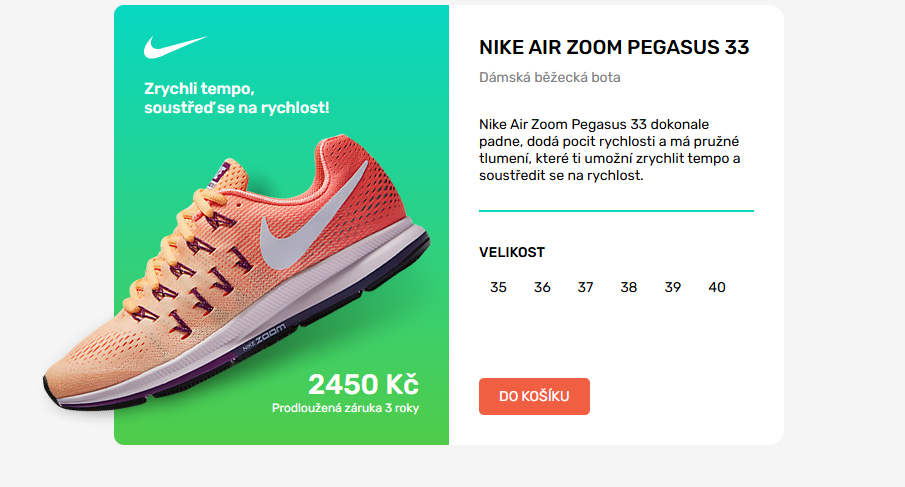 Zrychli tempo,
soustřeď se na rychlost!
NIKE ZOOM
2450 Kč
Prodloužená záruka 3 roky
NIKE AIR ZOOM PEGASUS 33
Dámská běžecká bota
Nike Air Zoom Pegasus 33 dokonale
padne, dodá pocit rychlosti a má pružné
tlumení, které ti umožní zrychlit tempo a
soustředit se na rychlost.
VELIKOST
35 36 37 38 39 40
DO KOŠÍKU